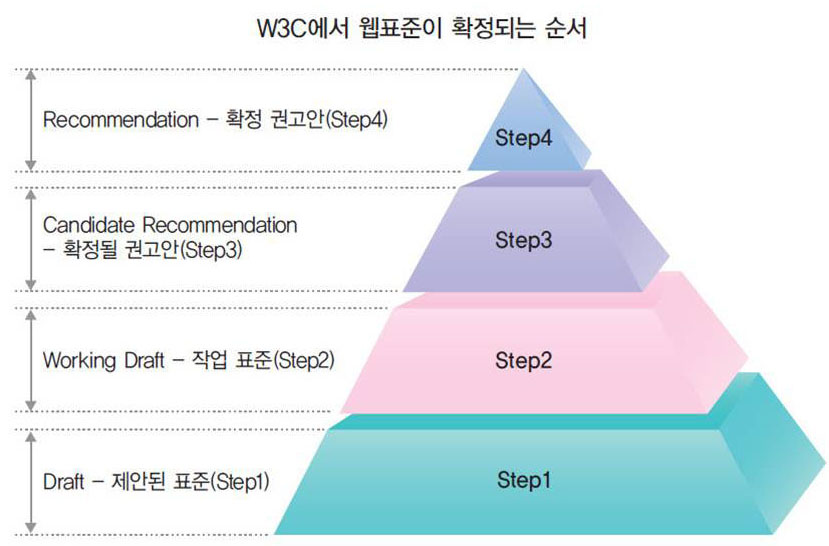 W3C에서 웹표준이 확정되는 순서
Recommendation – 확정 권고안(Step4)
Step4
Candidate Recommendation
– 확정될 권고안(Step3)
Step3
Working Draft – 작업 표준(Step2)
Step2
Draft – 제안된 표준(Step1)
Step1